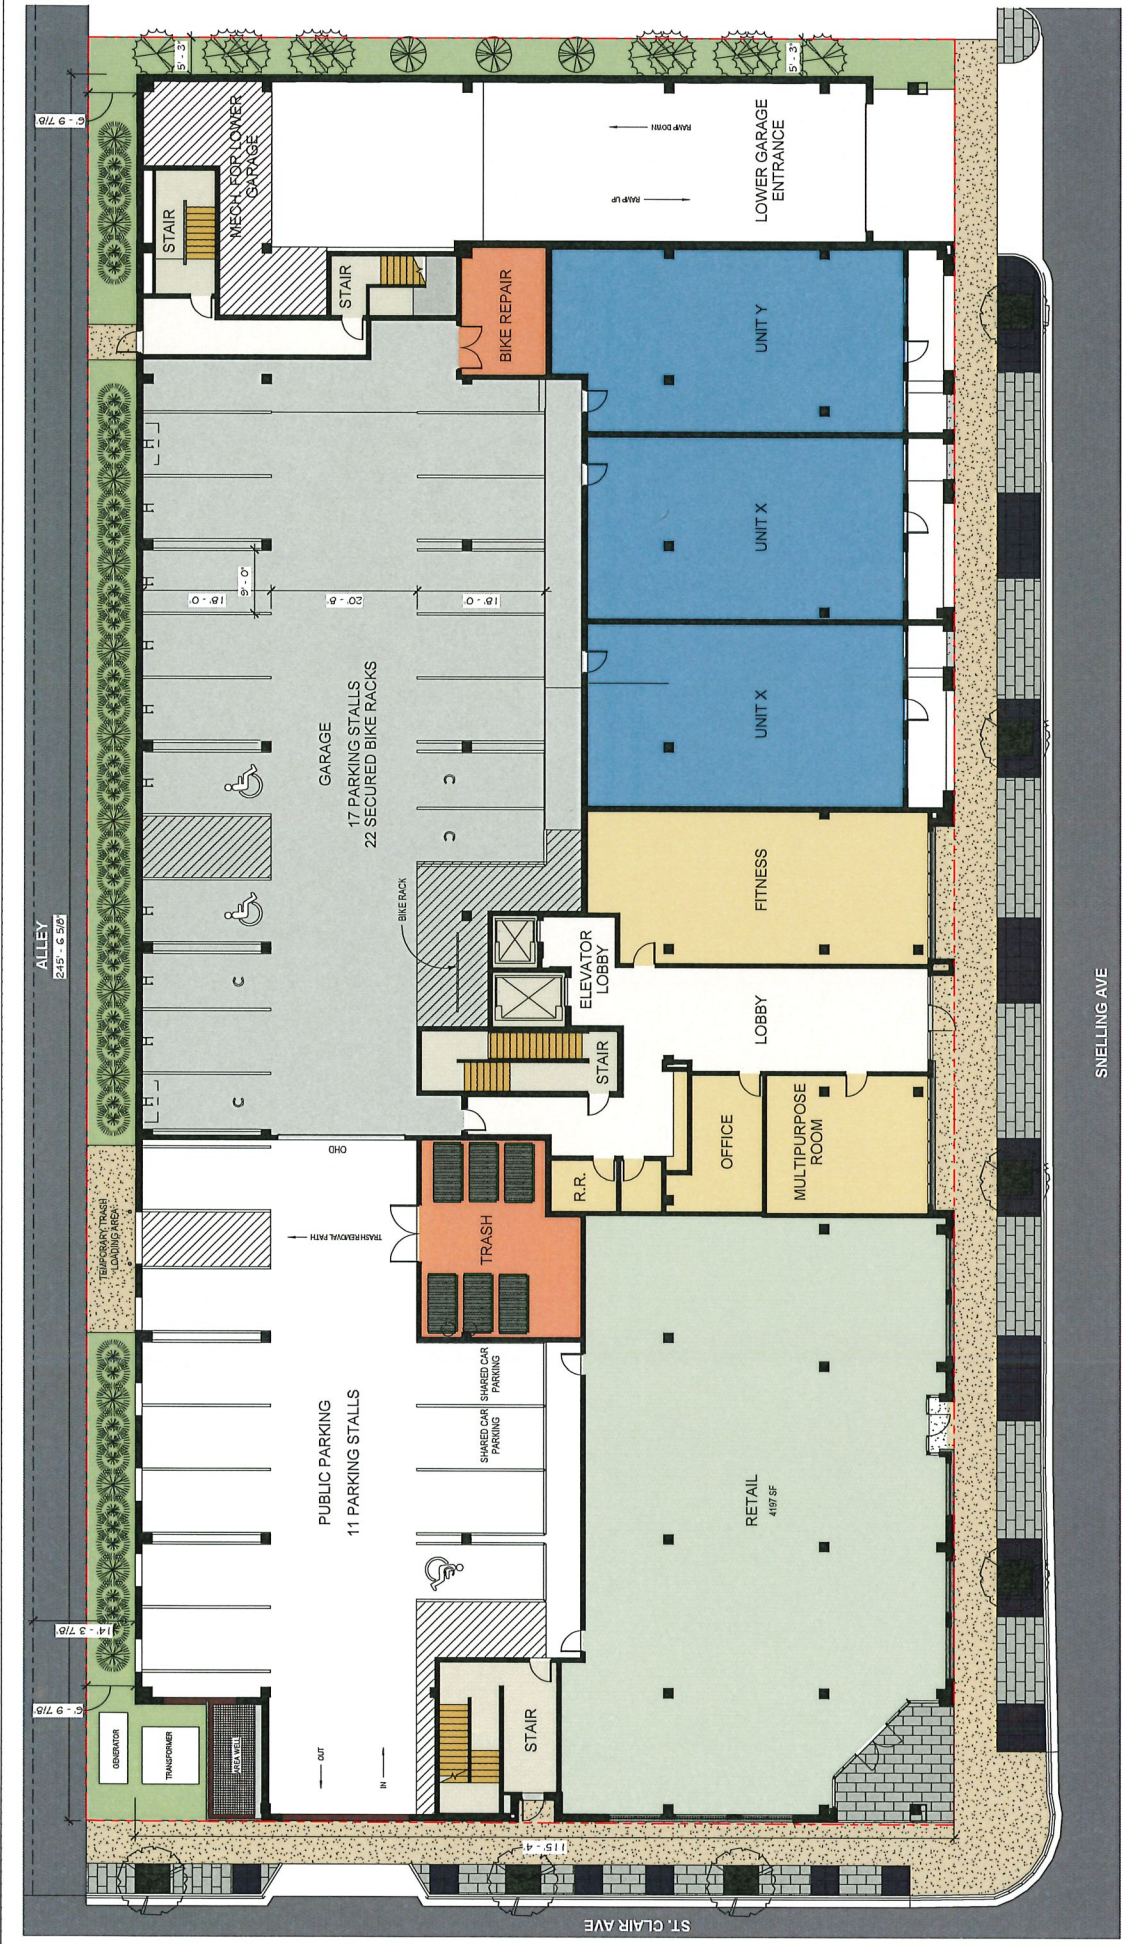 ALLEY
245' - 6 5/8"
6' - 9 7/8"
5' - 3"
5' - 3"
MECH. FOR LOWER
GARAGE
STAIR
STAIR
RAMP DOWN
RAMP UP
LOWER GARAGE
ENTRANCE
BIKE REPAIR
UNIT Y
UNIT X
UNIT X
18' - 0"
9' - 0"
20' - 8"
18' - 0"
GARAGE
17 PARKING STALLS
22 SECURED BIKE RACKS
C
C
C
C
BIKE RACK
FITNESS
ELEVATOR
LOBBY
LOBBY
STAIR
OFFICE
MULTIPURPOSE
ROOM
R.R.
OHD
TRASH
TRASH REMOVAL PATH
TEMPORARY TRASH
LOADING AREA
PUBLIC PARKING
11 PARKING STALLS
SHARED CAR
PARKING
SHARED CAR
PARKING
RETAIL
4197 SF
14' - 3 7/8"
6' - 9 7/8"
GENERATOR
TRANSFORMER
AREA WELL
OUT
IN
STAIR
115' - 4"
SNELLING AVE
ST. CLAIR AVE